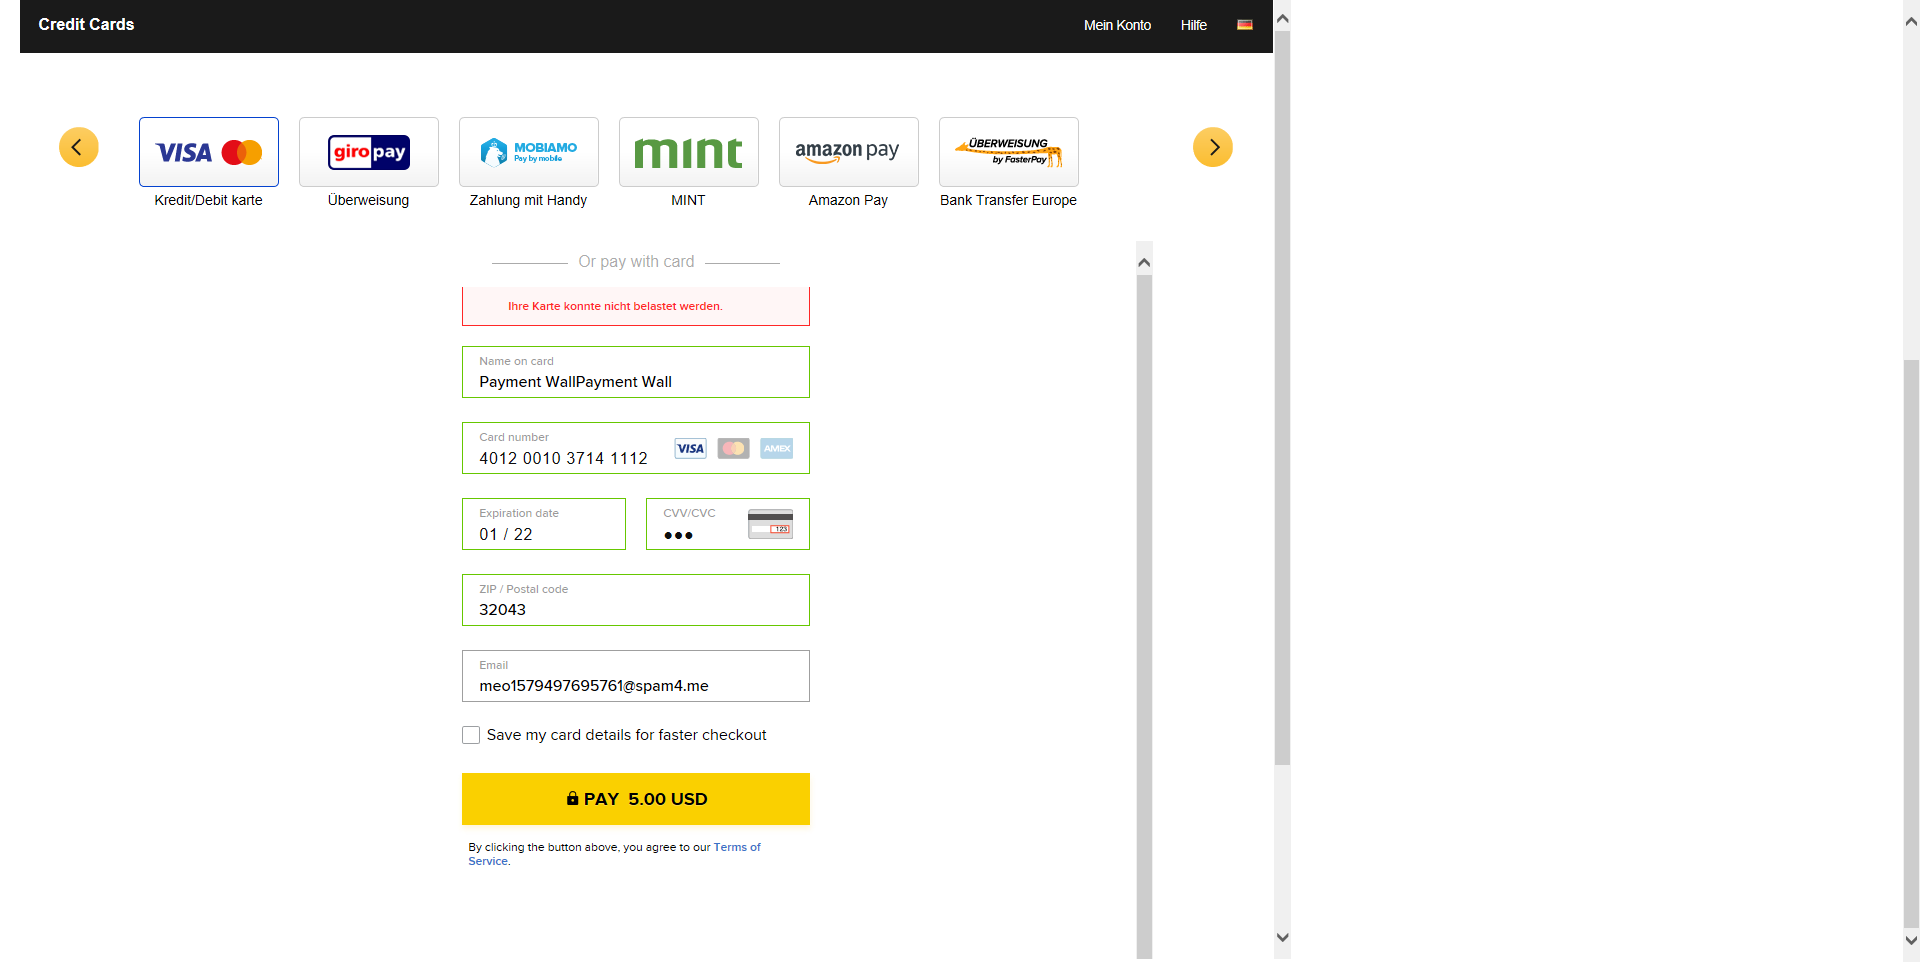 Credit Cards
Mein Konto
Hilfe
VISA
giropay
MOBIAMO
Pay by mobile
mint
amazon pay
ÜBERWEISUNG
by FasterPay
Kredit/Debit karte
Überweisung
Zahlung mit Handy
MINT
Amazon Pay
Bank Transfer Europe
Or pay with card
Ihre Karte konnte nicht belastet werden.
Name on card
Payment WallPayment Wall
Card number
4012 0010 3714 1112
VISA
AMEX
Expiration date
01 / 22
CVV/CVC
123
ZIP / Postal code
32043
Email
meo1579497695761@spam4.me
Save my card details for faster checkout
PAY 5.00 USD
By clicking the button above, you agree to our Terms of
Service.